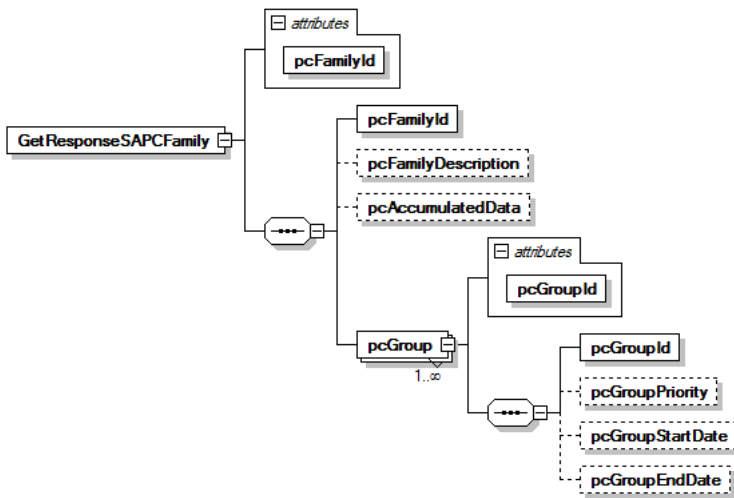 attributes
pcFamilyId
GetResponseSAPCFamily
pcFamilyId
pcFamilyDescription
pcAccumulatedData
attributes
pcGroupId
pcGroup
1..∞
pcGroupId
pcGroupPriority
pcGroupStartDate
pcGroupEndDate